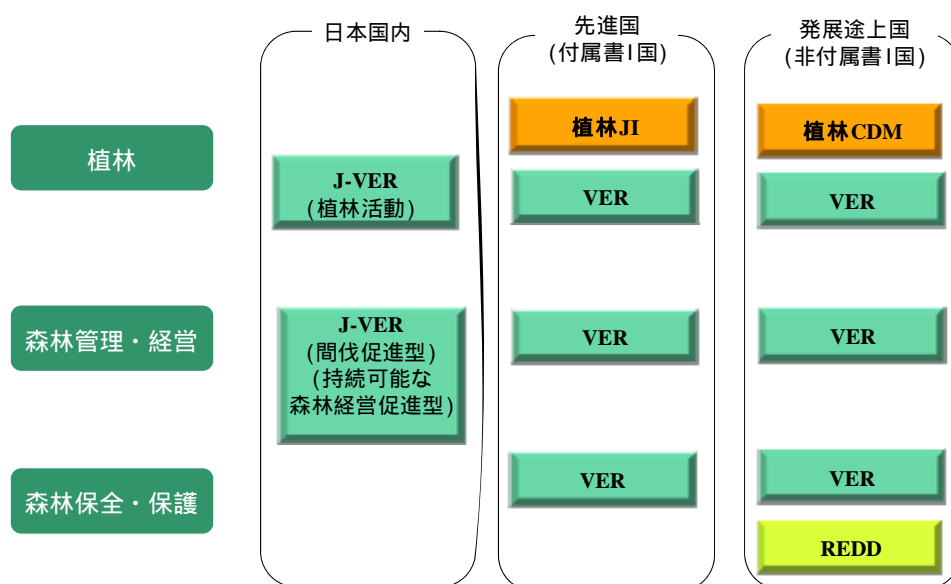 日本国内
先進国
(付属書I国)
発展途上国
(非付属書I国)
植林
J-VER
(植林活動)
植林JI
VER
植林CDM
VER
森林管理・経営
J-VER
(間伐促進型)
(持続可能な
森林経営促進型)
VER
VER
森林保全・保護
VER
VER
REDD